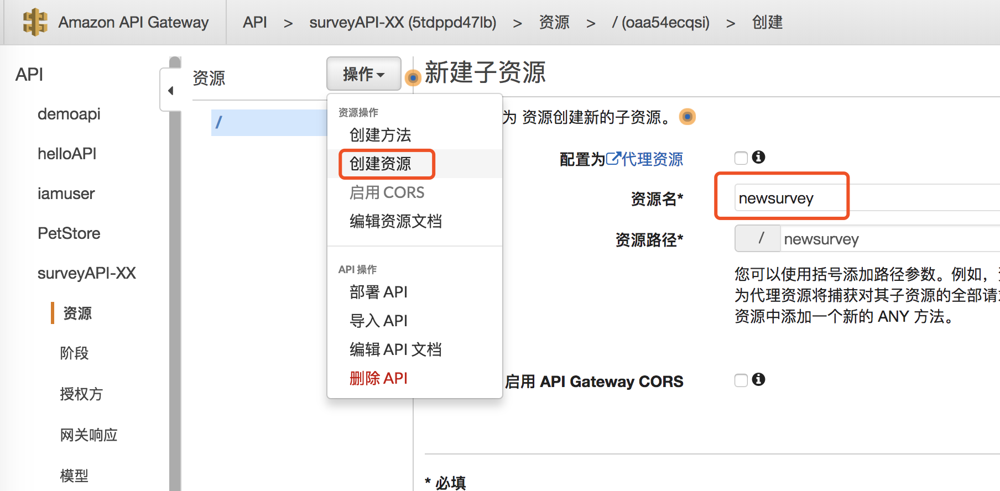 Amazon API Gateway
API > surveyAPI-XX (5tdppd47lb) > 资源 > / (oaa54ecqsi) > 创建
API
demoapi
helloAPI
iamuser
PetStore
surveyAPI-XX
资源
阶段
授权方
网关响应
模型
资源
操作
/
资源操作
创建方法
创建资源
启用 CORS
编辑资源文档
API 操作
部署 API
导入 API
编辑 API 文档
删除 API
新建子资源
为 资源创建新的子资源。
配置为代理资源
资源名* newsurvey
资源路径* / newsurvey
您可以使用括号添加路径参数。例如，
为代理资源将捕获对其子资源的全部请
资源中添加一个新的 ANY 方法。
启用 API Gateway CORS
* 必填